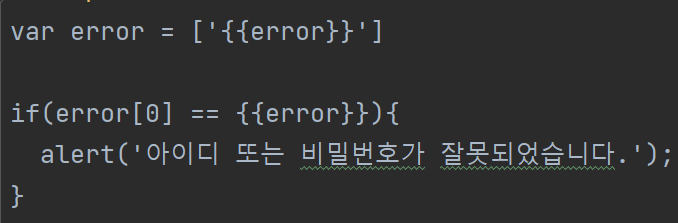 var error = ['{{error}}']
if(error[0] == {{error}}){
alert('아이디 또는 비밀번호가 잘못되었습니다.');
}